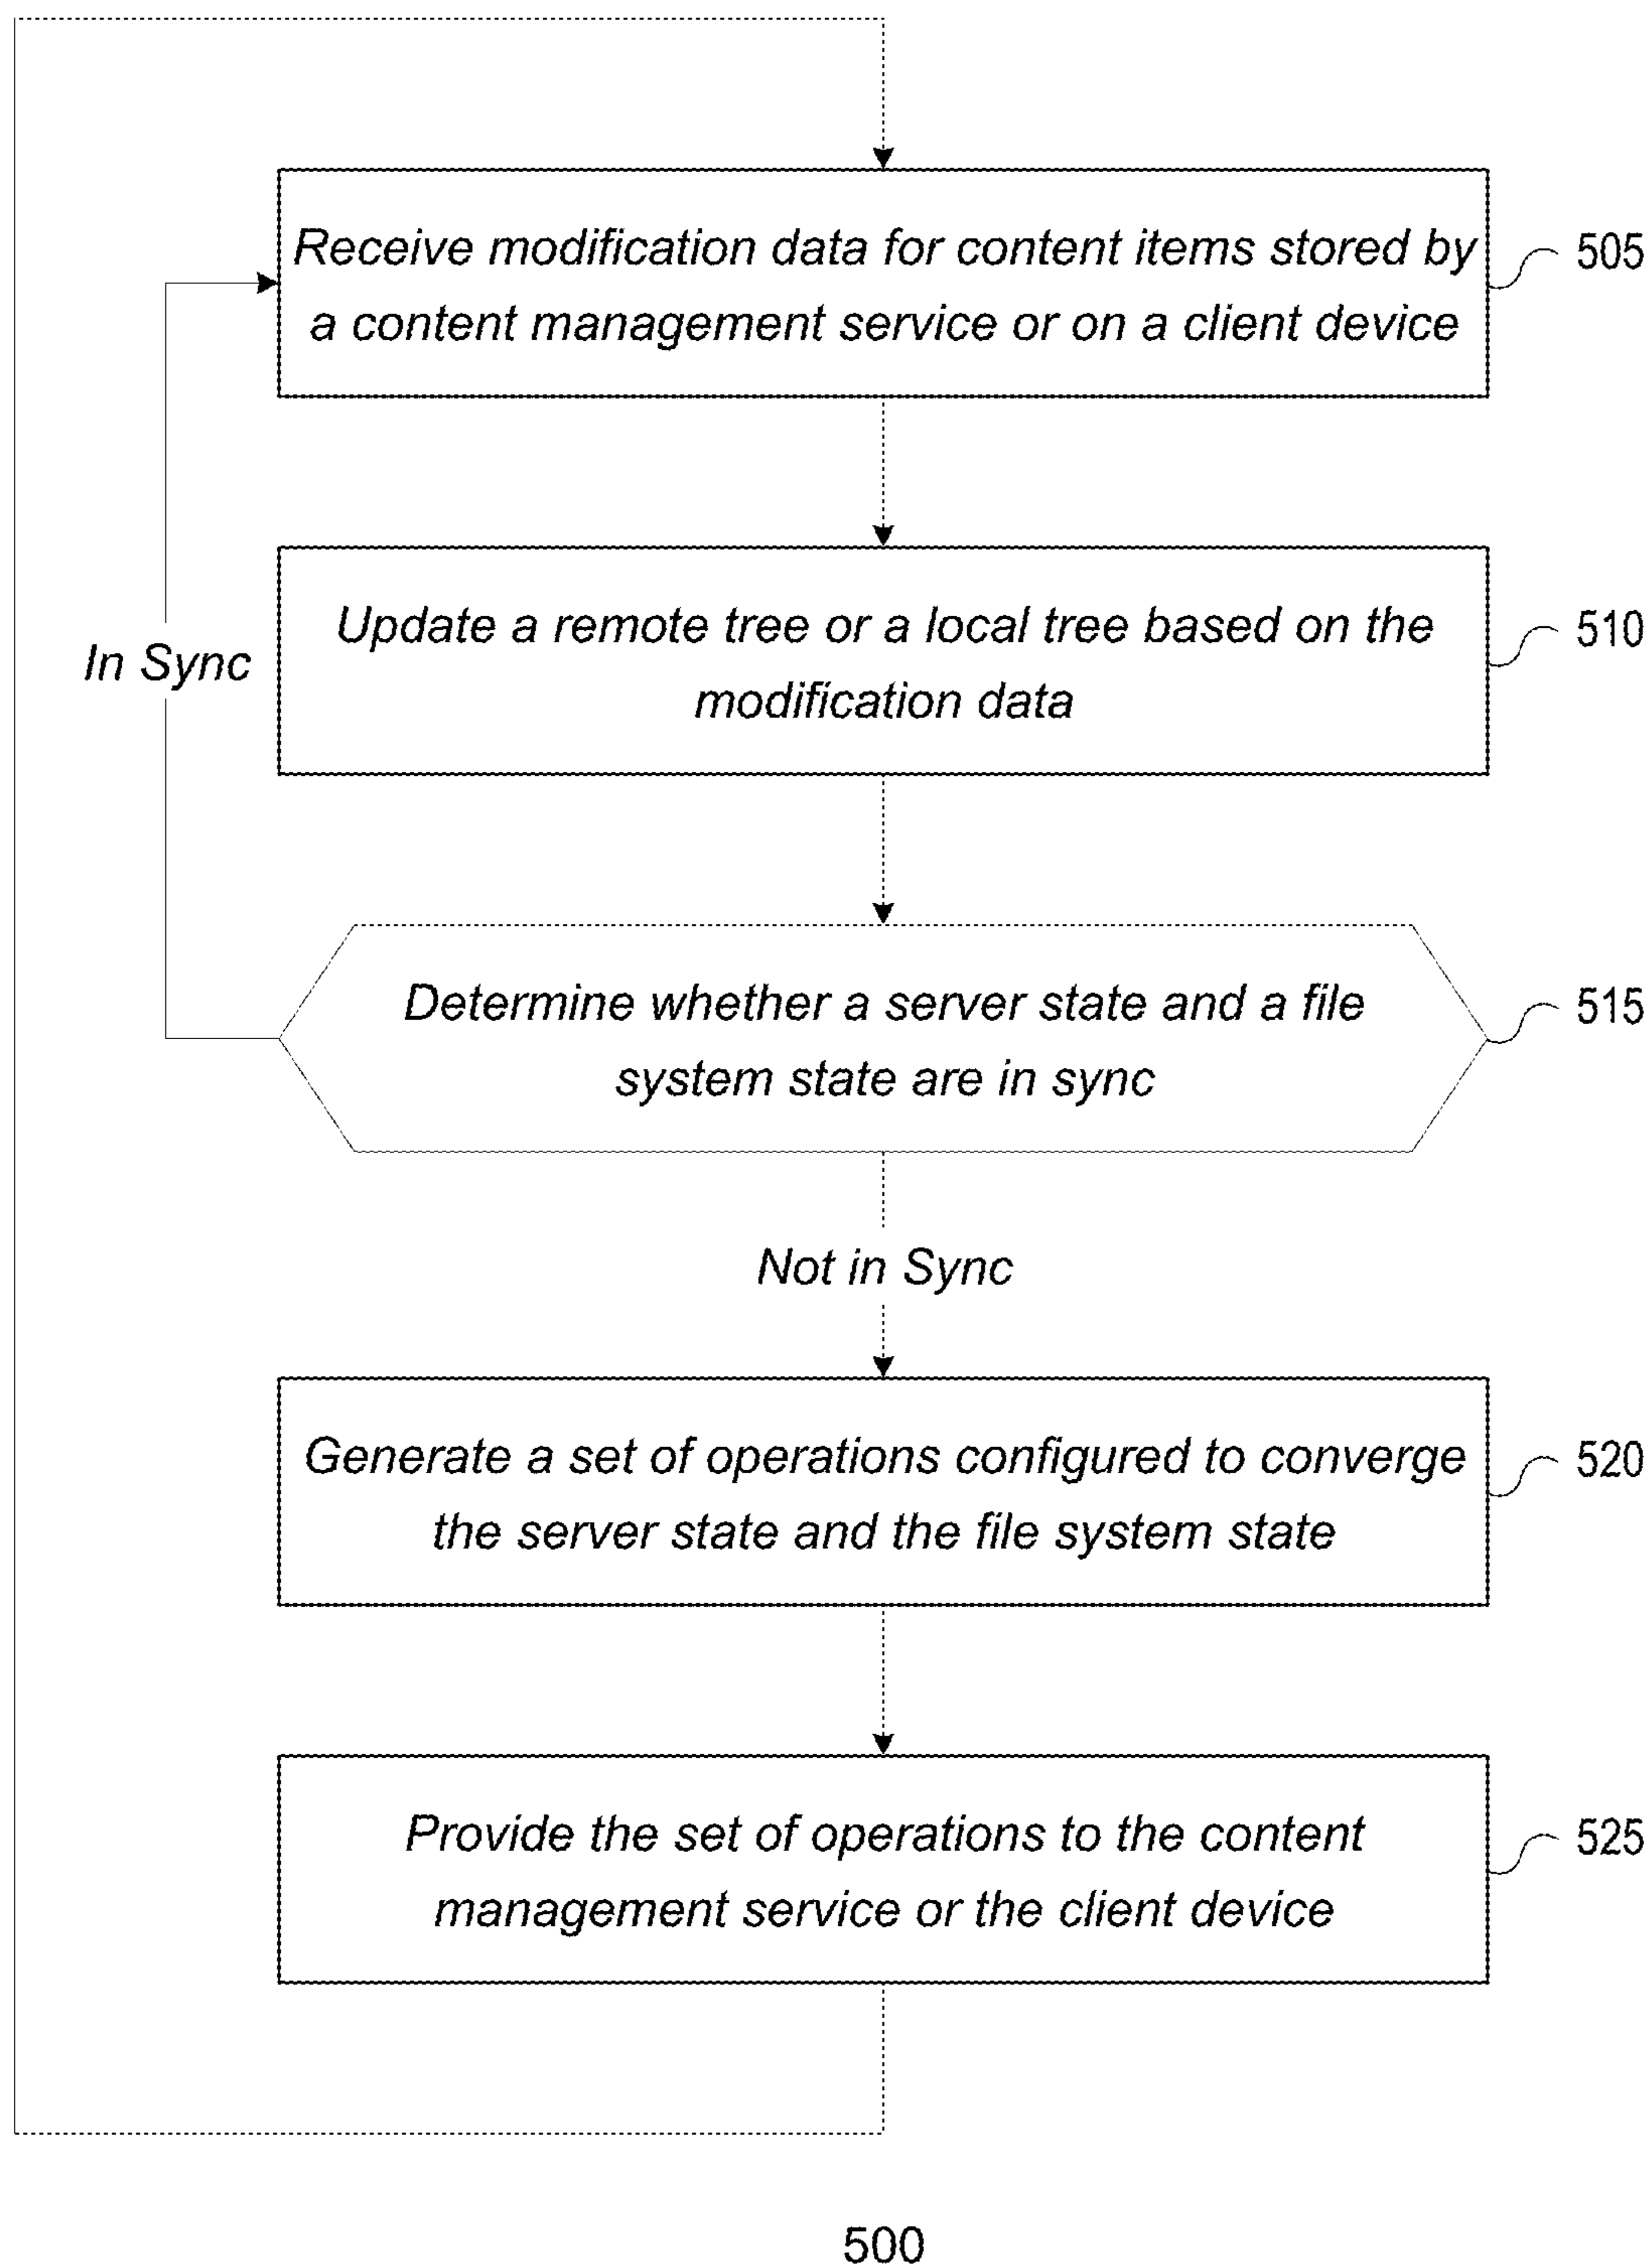 Receive modification data for content items stored by
a content management service or on a client device
505
Update a remote tree or a local tree based on the
modification data
510
In Sync
Determine whether a server state and a file
system state are in sync
515
Not in Sync
Generate a set of operations configured to converge
the server state and the file system state
520
Provide the set of operations to the content
management service or the client device
525
500